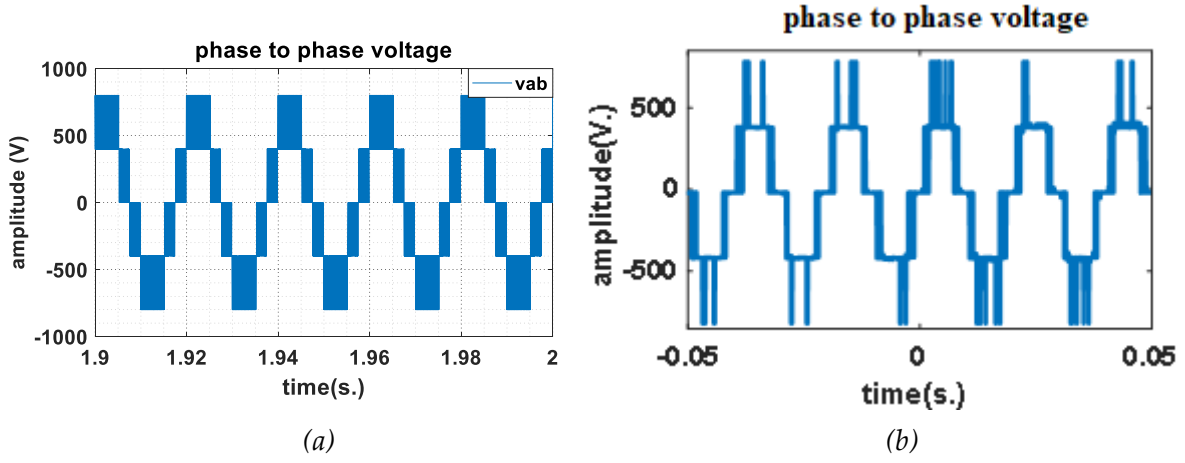 phase to phase voltage
1000
500
0
-500
-1000
amplitude (V)
vab
1.9 1.92 1.94 1.96 1.98 2
time(s.)
(a)
phase to phase voltage
500
0
-500
amplitude(V.)
-0.05 0 0.05
time(s.)
(b)